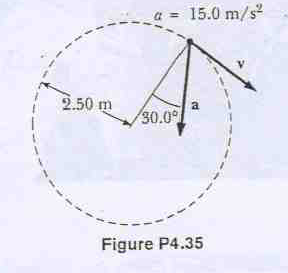 a = 15.0 m/s²
v
2.50 m
a
30.0°
Figure P4.35